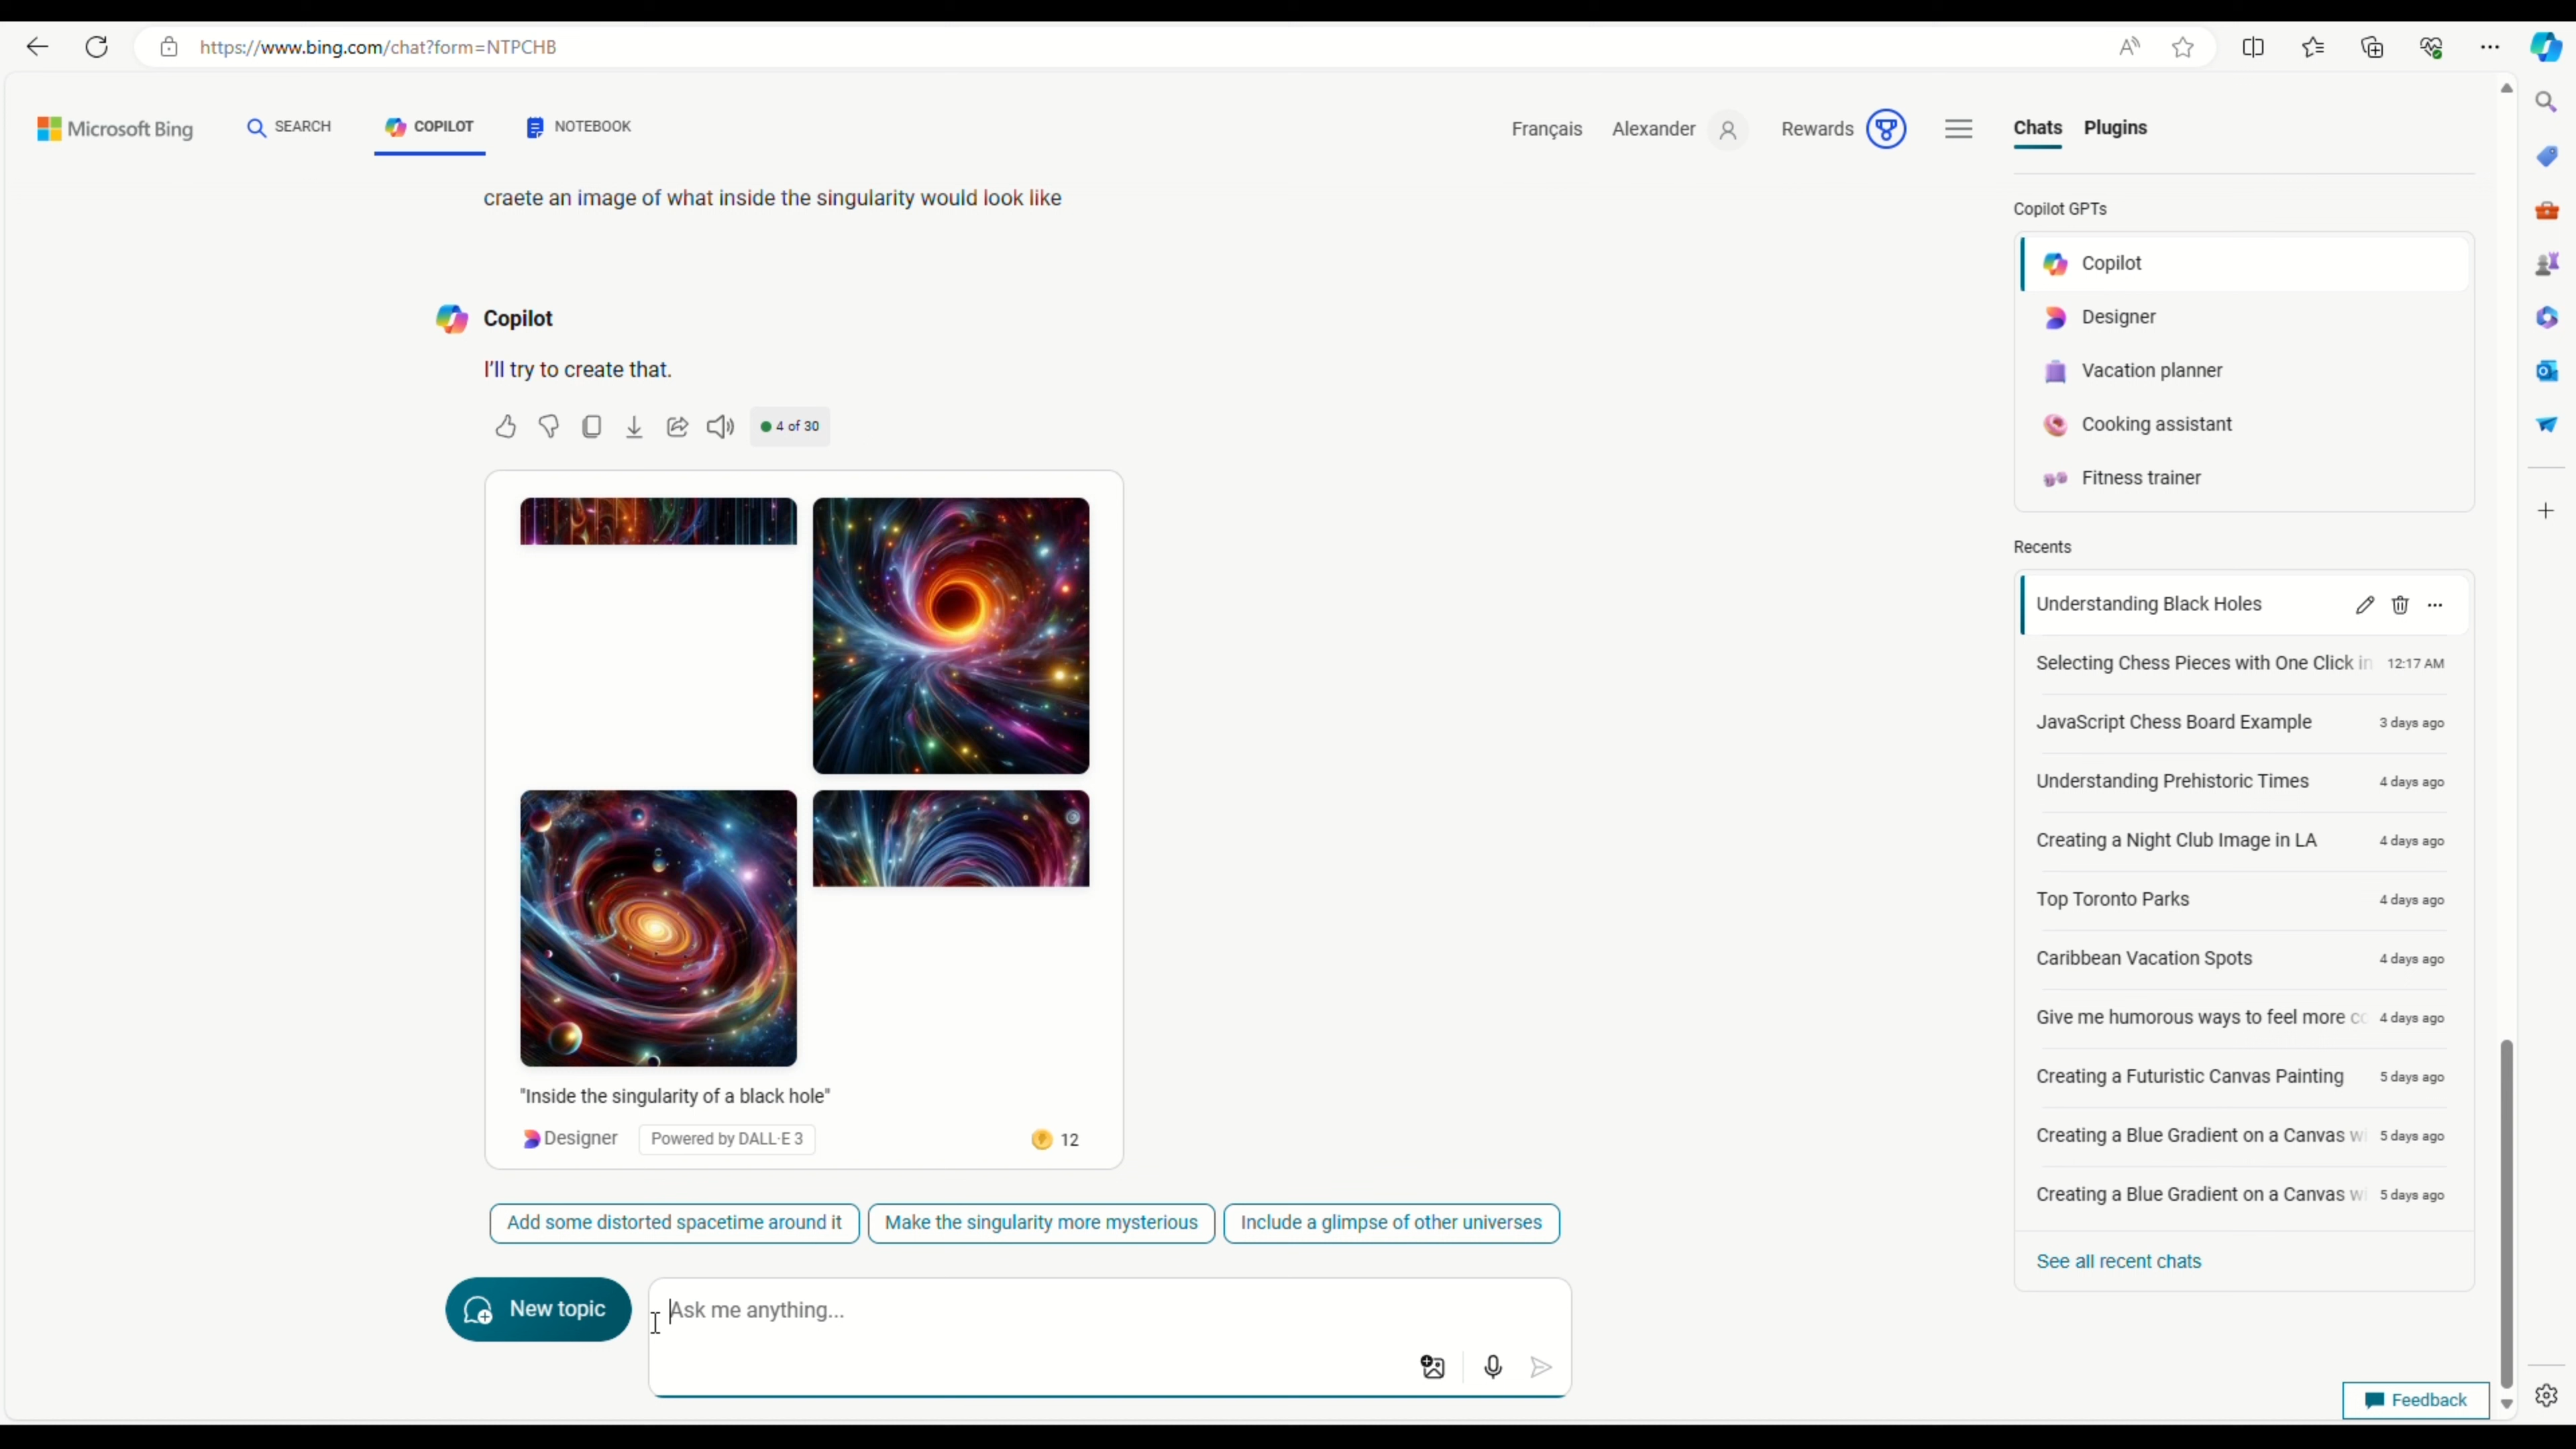 https://www.bing.com/chat?form=NTPCHB
Microsoft Bing
SEARCH
COPILOT
NOTEBOOK
Français
Alexander
Rewards
Chats
Plugins
craete an image of what inside the singularity would look like
Copilot
I'll try to create that.
4 of 30
"Inside the singularity of a black hole"
Designer
Powered by DALL·E 3
12
Add some distorted spacetime around it
Make the singularity more mysterious
Include a glimpse of other universes
New topic
Ask me anything...
Copilot GPTs
Copilot
Designer
Vacation planner
Cooking assistant
Fitness trainer
Recents
Understanding Black Holes
Selecting Chess Pieces with One Click in 12:17 AM
JavaScript Chess Board Example 3 days ago
Understanding Prehistoric Times 4 days ago
Creating a Night Club Image in LA 4 days ago
Top Toronto Parks 4 days ago
Caribbean Vacation Spots 4 days ago
Give me humorous ways to feel more co 4 days ago
Creating a Futuristic Canvas Painting 5 days ago
Creating a Blue Gradient on a Canvas wi 5 days ago
Creating a Blue Gradient on a Canvas wi 5 days ago
See all recent chats
Feedback